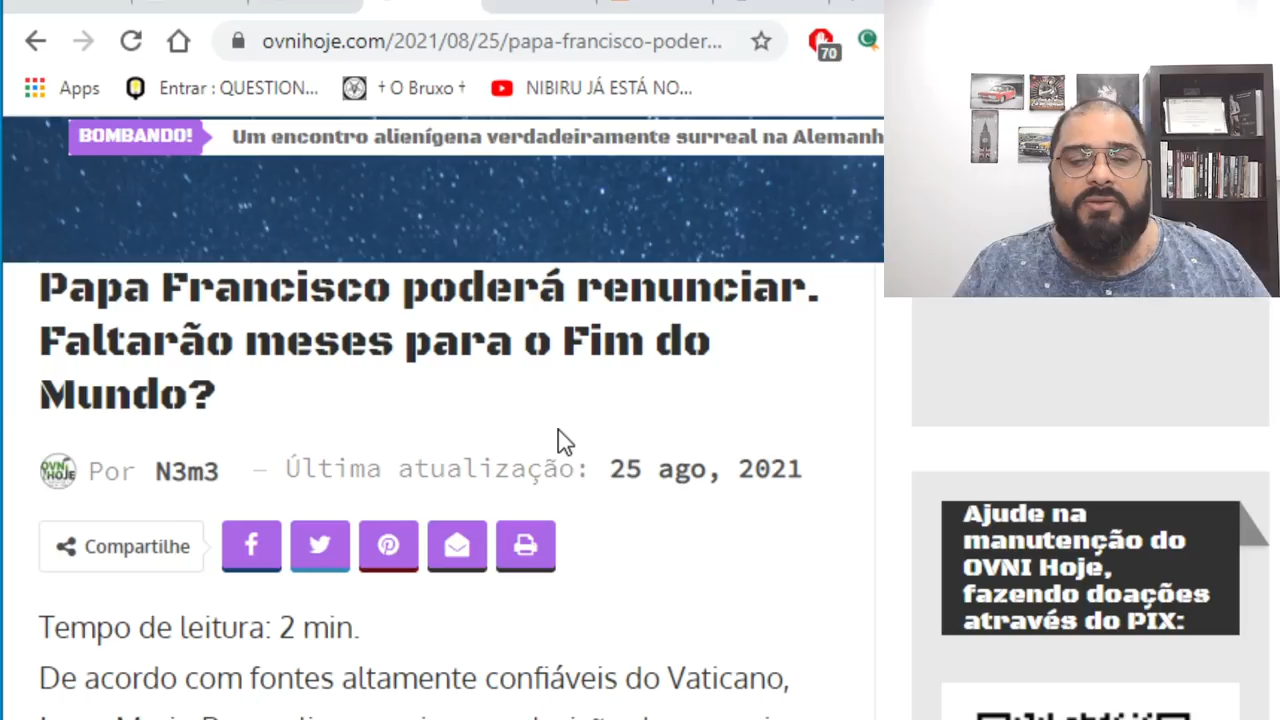 ovnihoje.com/2021/08/25/papa-francisco-poder...
70
Apps
Entrar : QUESTION...
† O Bruxo †
NIBIRU JÁ ESTÁ NO...
BOMBANDO!
Um encontro alienígena verdadeiramente surreal na Alemanh
Papa Francisco poderá renunciar.
Faltarão meses para o Fim do
Mundo?
OVNI
HOJE
Por N3m3 – Última atualização: 25 ago, 2021
Compartilhe
Tempo de leitura: 2 min.
De acordo com fontes altamente confiáveis do Vaticano,
Ajude na
manutenção do
OVNI Hoje,
fazendo doações
através do PIX: